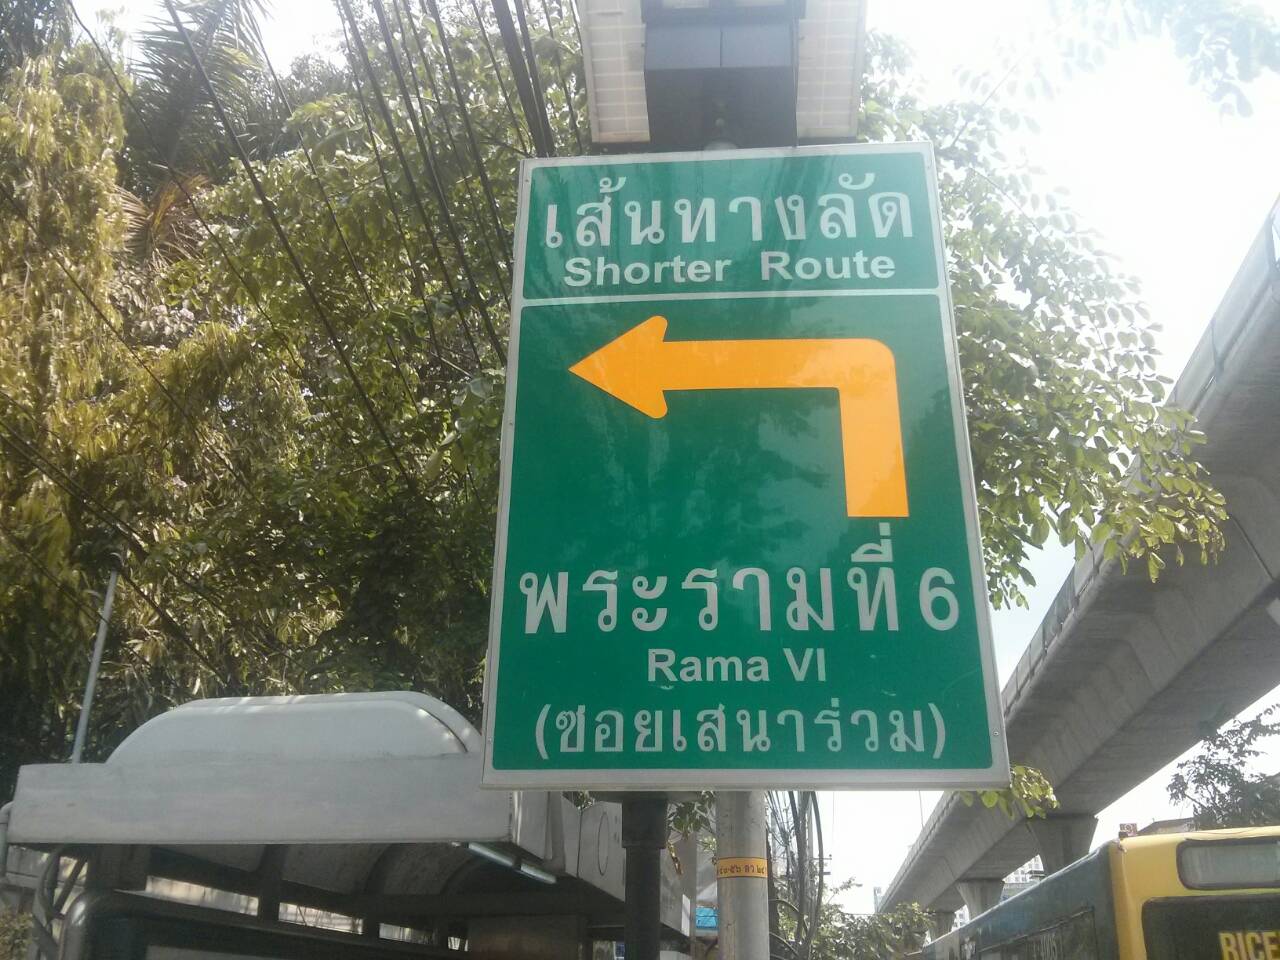 เส้นทางลัด
Shorter Route
พระรามที่ 6
Rama VI
(ซอยเสนาร่วม)
RICE